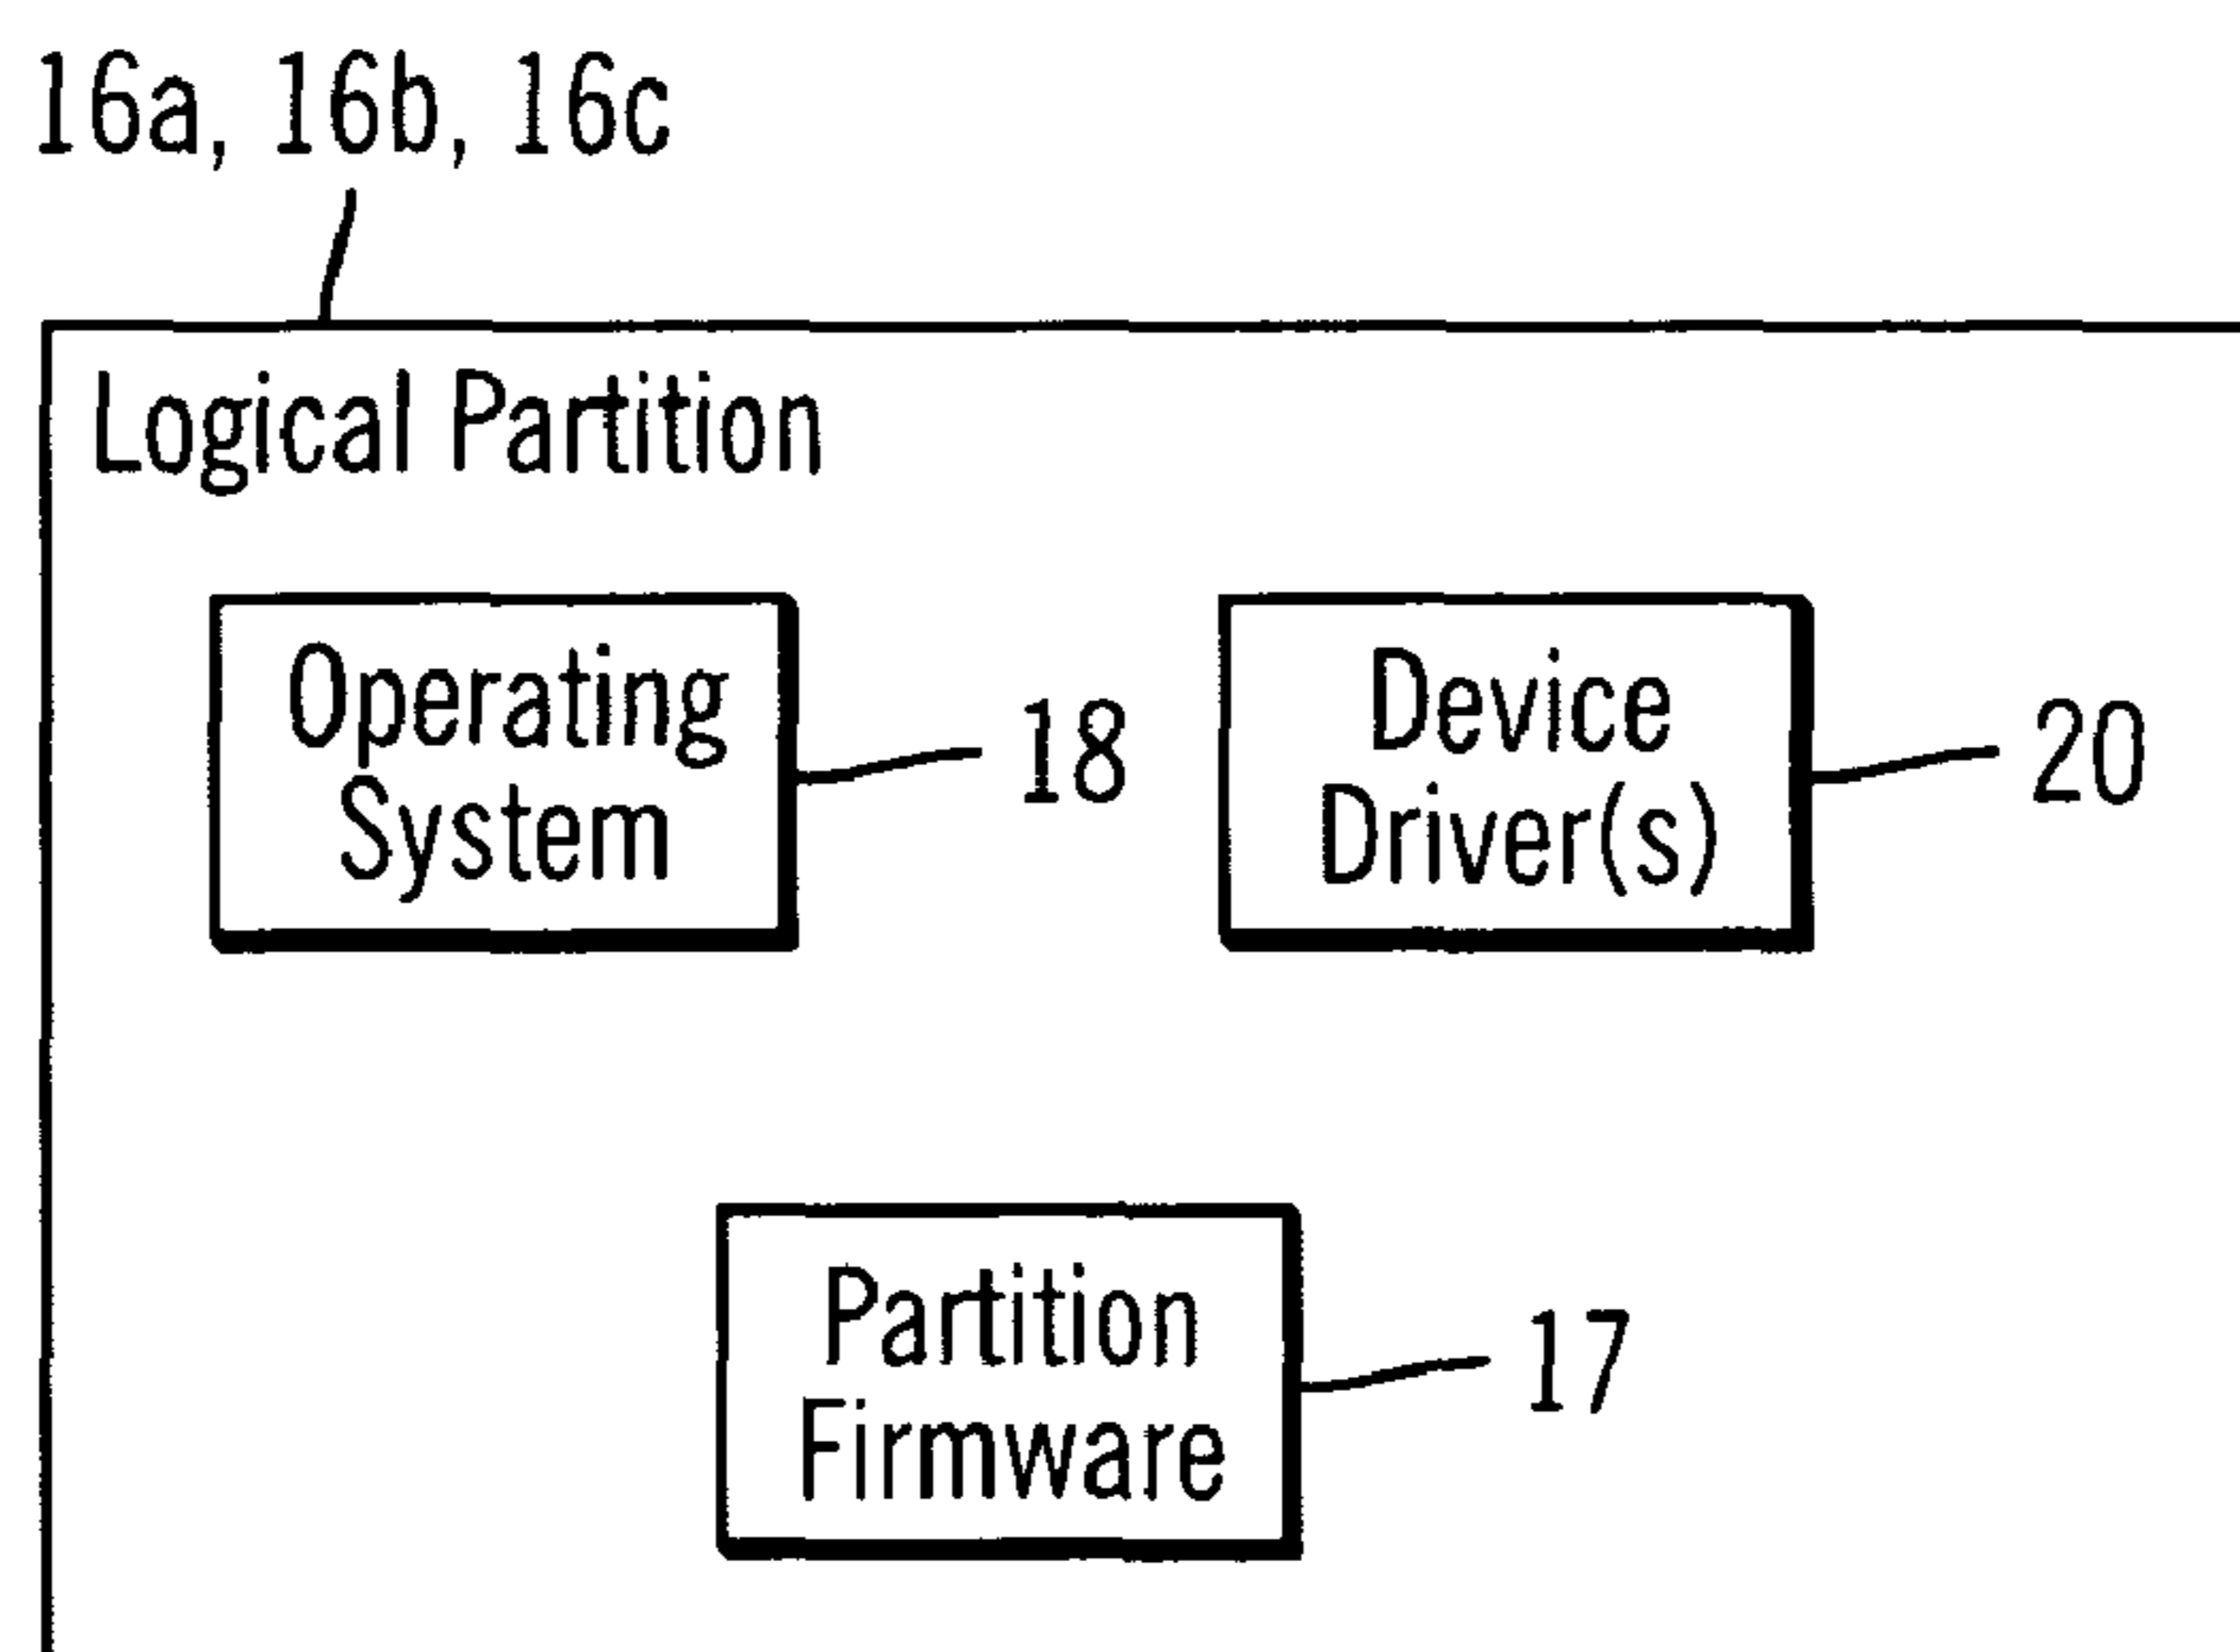 16a, 16b, 16c
Logical Partition
Operating
System
18
Device
Driver(s)
20
Partition
Firmware
17